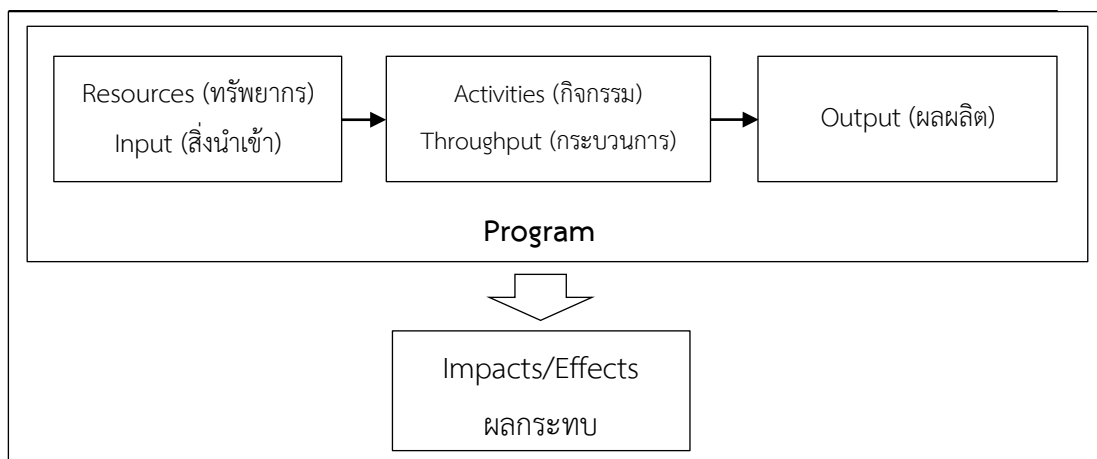 Resources (ทรัพยากร)
Input (สิ่งนำเข้า)
Activities (กิจกรรม)
Throughput (กระบวนการ)
Output (ผลผลิต)
Program
Impacts/Effects
ผลกระทบ